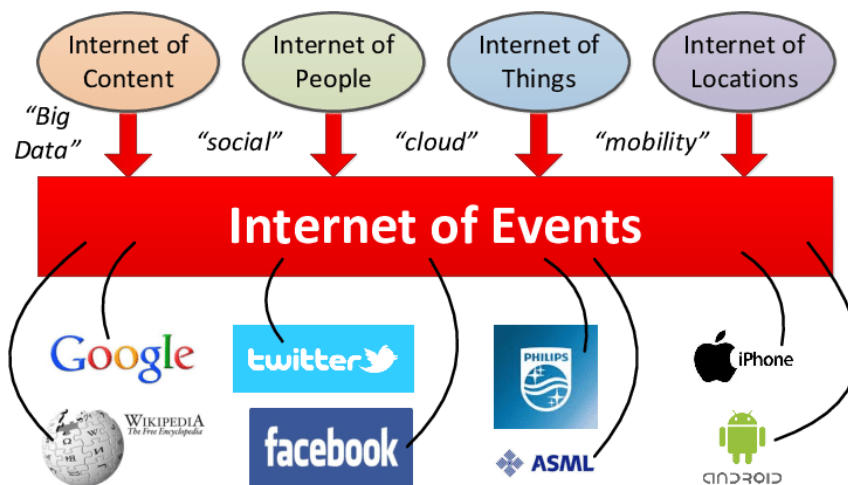 Internet of
Content
Internet of
People
Internet of
Things
Internet of
Locations
“Big
Data”
“social”
“cloud”
“mobility”
Internet of Events
Google
twitter
PHILIPS
iPhone
WIKIPEDIA
The Free Encyclopedia
facebook
ASML
ANDROID